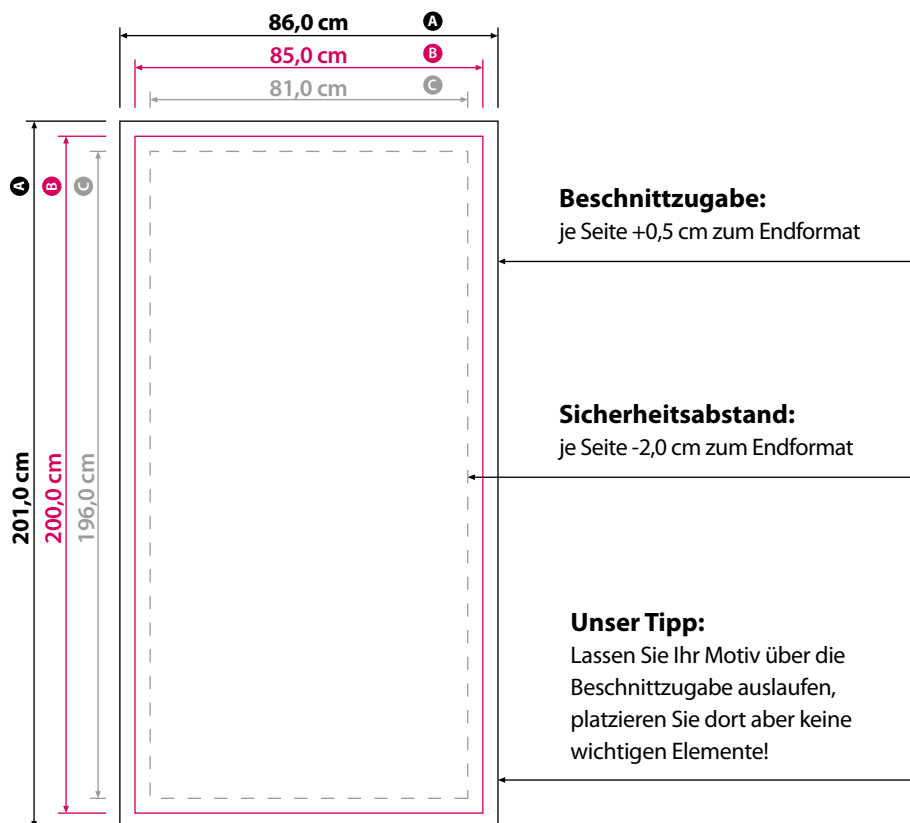 86,0 cm A
85,0 cm B
81,0 cm C
A B C
201,0 cm
200,0 cm
196,0 cm
Beschnittzugabe:
je Seite +0,5 cm zum Endformat
Sicherheitsabstand:
je Seite -2,0 cm zum Endformat
Unser Tipp:
Lassen Sie Ihr Motiv über die
Beschnittzugabe auslaufen,
platzieren Sie dort aber keine
wichtigen Elemente!